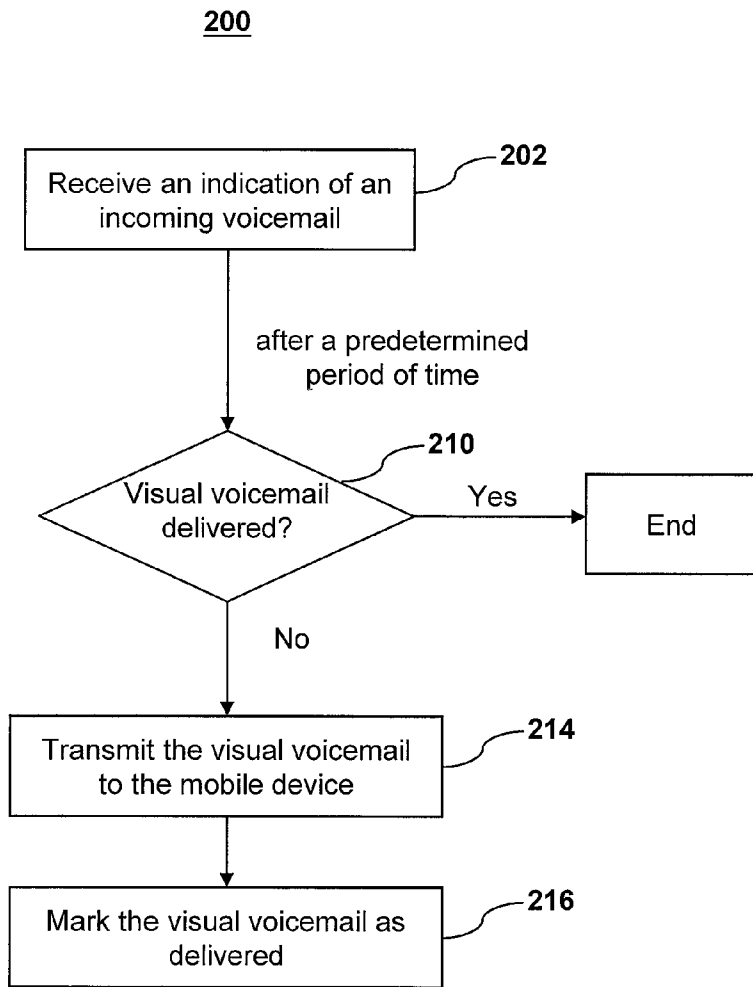 200
202
Receive an indication of an
incoming voicemail
after a predetermined
period of time
210
Visual voicemail
delivered?
Yes
End
No
214
Transmit the visual voicemail
to the mobile device
216
Mark the visual voicemail as
delivered